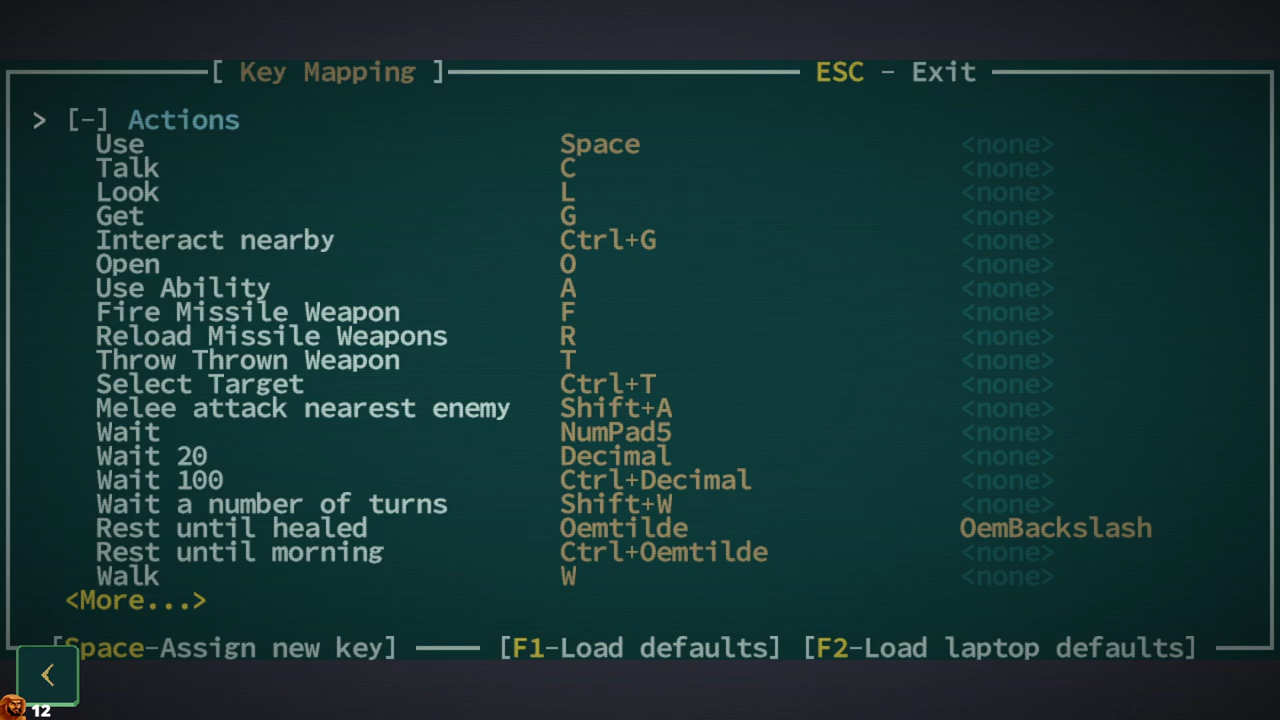 [ Key Mapping ] ESC - Exit
> [-] Actions
Use Space <none>
Talk C <none>
Look L <none>
Get G <none>
Interact nearby Ctrl+G <none>
Open O <none>
Use Ability A <none>
Fire Missile Weapon F <none>
Reload Missile Weapons R <none>
Throw Thrown Weapon T <none>
Select Target Ctrl+T <none>
Melee attack nearest enemy Shift+A <none>
Wait NumPad5 <none>
Wait 20 Decimal <none>
Wait 100 Ctrl+Decimal <none>
Wait a number of turns Shift+W <none>
Rest until healed Oemtilde OemBackslash
Rest until morning Ctrl+Oemtilde <none>
Walk W <none>
<More...>
[Space-Assign new key] [F1-Load defaults] [F2-Load laptop defaults]
<
12